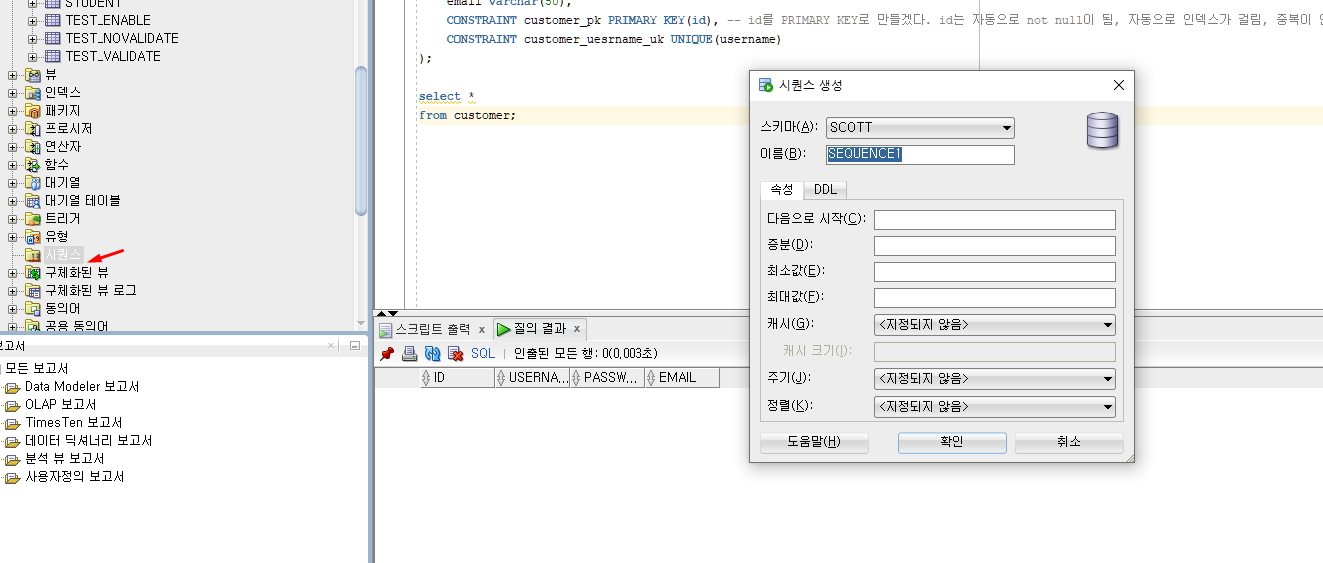 STUDENT
TEST_ENABLE
TEST_NOVALIDATE
TEST_VALIDATE
뷰
인덱스
패키지
프로시저
연산자
함수
대기열
대기열 테이블
트리거
유형
시퀀스
구체화된 뷰
구체화된 뷰 로그
동의어
공용 동의어
보고서
모든 보고서
Data Modeler 보고서
OLAP 보고서
TimesTen 보고서
데이터 딕셔너리 보고서
분석 뷰 보고서
사용자정의 보고서
email varchar(50),
CONSTRAINT customer_pk PRIMARY KEY(id), -- id를 PRIMARY KEY로 만들겠다. id는 자동으로 not null이 됨, 자동으로 인덱스가 걸림, 중복이
CONSTRAINT customer_uesrname_uk UNIQUE(username)
);
select *
from customer;
스크립트 출력 x
질의 결과 x
SQL | 인출된 모든 행: 0(0,003초)
ID USERNA... PASSW... EMAIL
시퀀스 생성
스키마(A): SCOTT
이름(B): SEQUENCE1
속성 DDL
다음으로 시작(C):
증분(D):
최소값(E):
최대값(F):
캐시(G): <지정되지 않음>
캐시 크기(I):
주기(J): <지정되지 않음>
정렬(K): <지정되지 않음>
도움말(H) 확인 취소